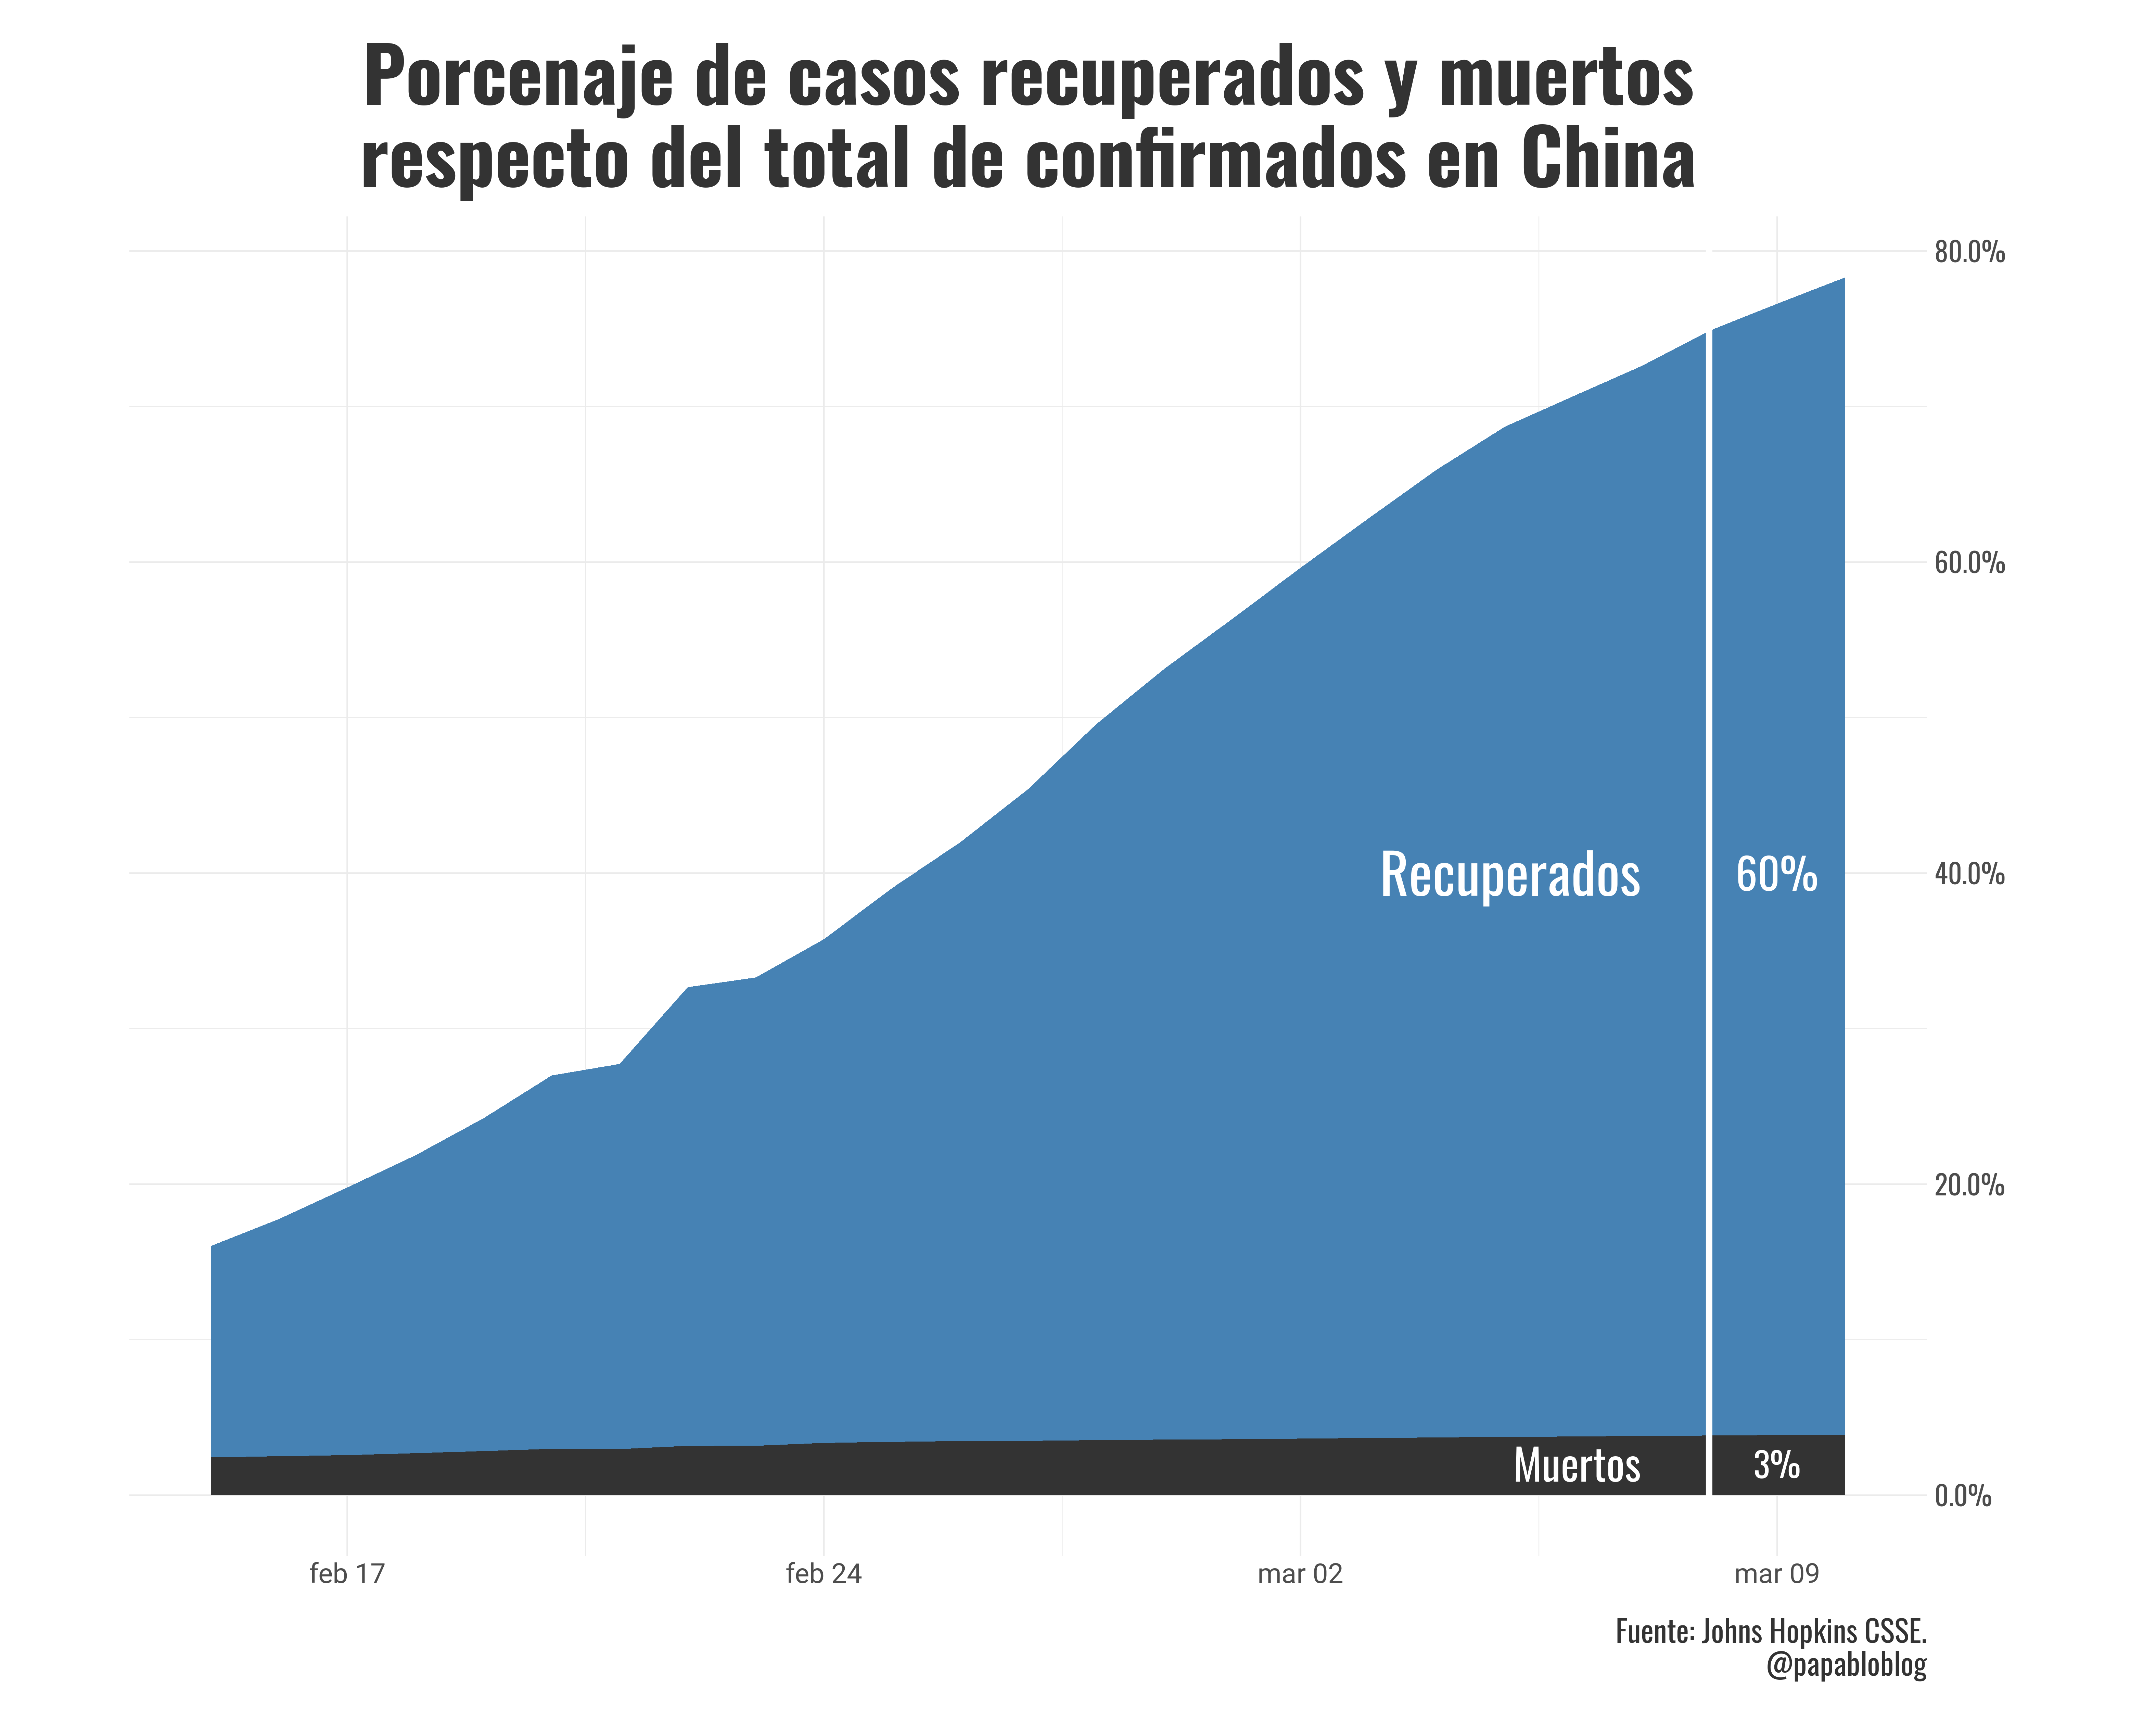 Porcenaje de casos recuperados y muertos
respecto del total de confirmados en China
80.0%
60.0%
Recuperados 60% 40.0%
20.0%
Muertos 3%
0.0%
feb 17 feb 24 mar 02 mar 09
Fuente: Johns Hopkins CSSE.
@papabloblog